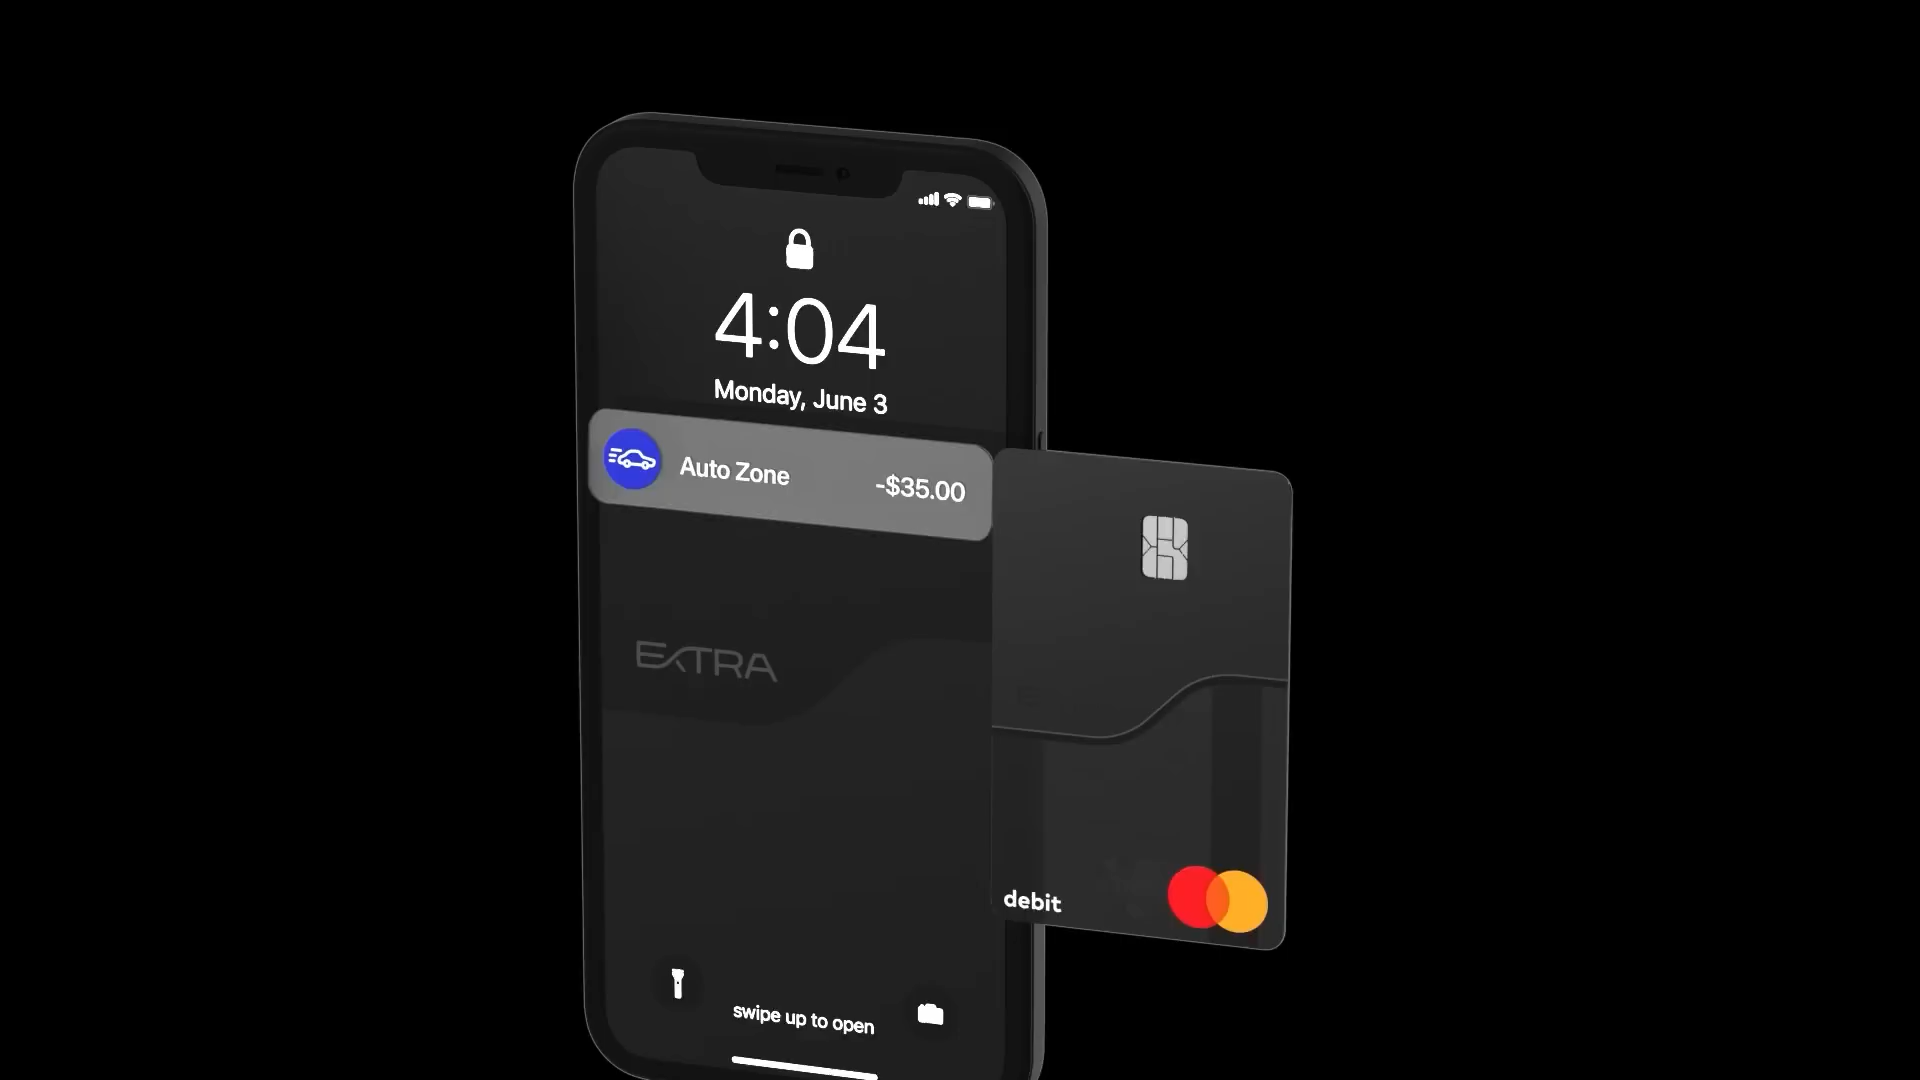 4:04
Monday, June 3
Auto Zone -$35.00
EXTRA
debit
swipe up to open